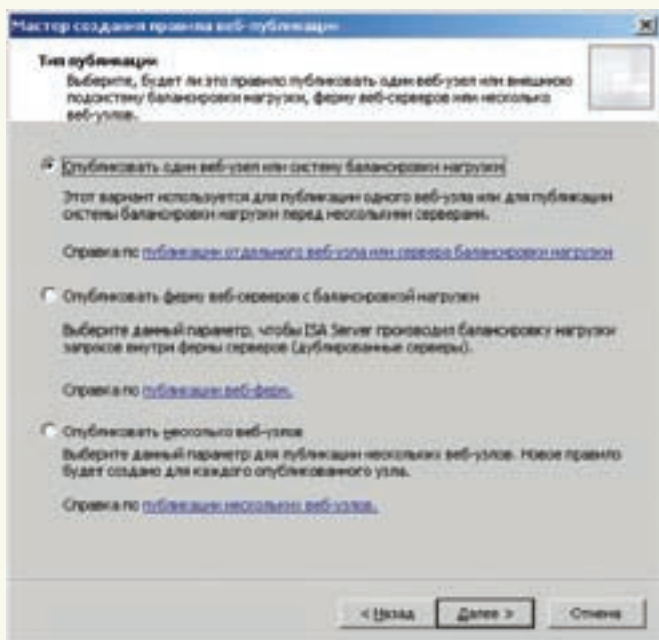 Мастер создания правила веб-публикации
Тип публикации
Выберите, будет ли это правило публиковать один веб-узел или внешнюю
подсистему балансировки нагрузки, ферму веб-серверов или несколько
веб-узлов.
Опубликовать один веб-узел или систему балансировки нагрузки
Этот вариант используется для публикации одного веб-узла или для публикации
системы балансировки нагрузки перед несколькими серверами.
Справка по публикации отдельного веб-узла или сервера балансировки нагрузки
Опубликовать ферму веб-серверов с балансировкой нагрузки
Выберите данный параметр, чтобы ISA Server производил балансировку нагрузки
запросов внутри фермы серверов (дублированные серверы).
Справка по публикации веб-ферм.
Опубликовать несколько веб-узлов
Выберите данный параметр для публикации нескольких веб-узлов. Новое правило
будет создано для каждого опубликованного узла.
Справка по публикации нескольких веб-узлов.
< Назад Далее > Отмена